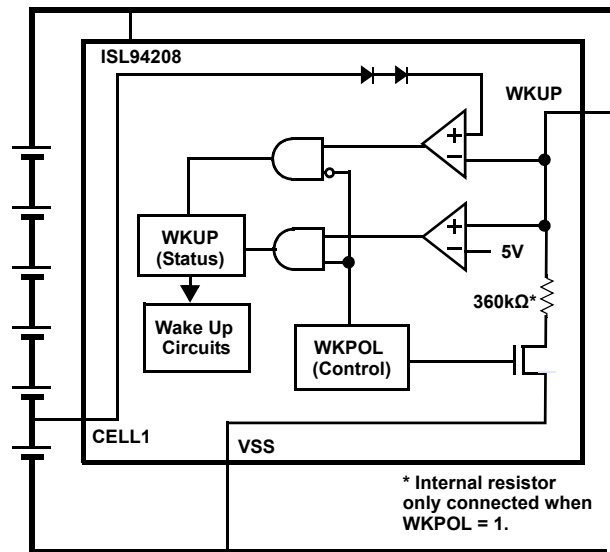 ISL94208
WKUP
+
−
WKUP
(Status)
+
−
5V
360kΩ*
Wake Up
Circuits
WKPOL
(Control)
CELL1
VSS
* Internal resistor
only connected when
WKPOL = 1.